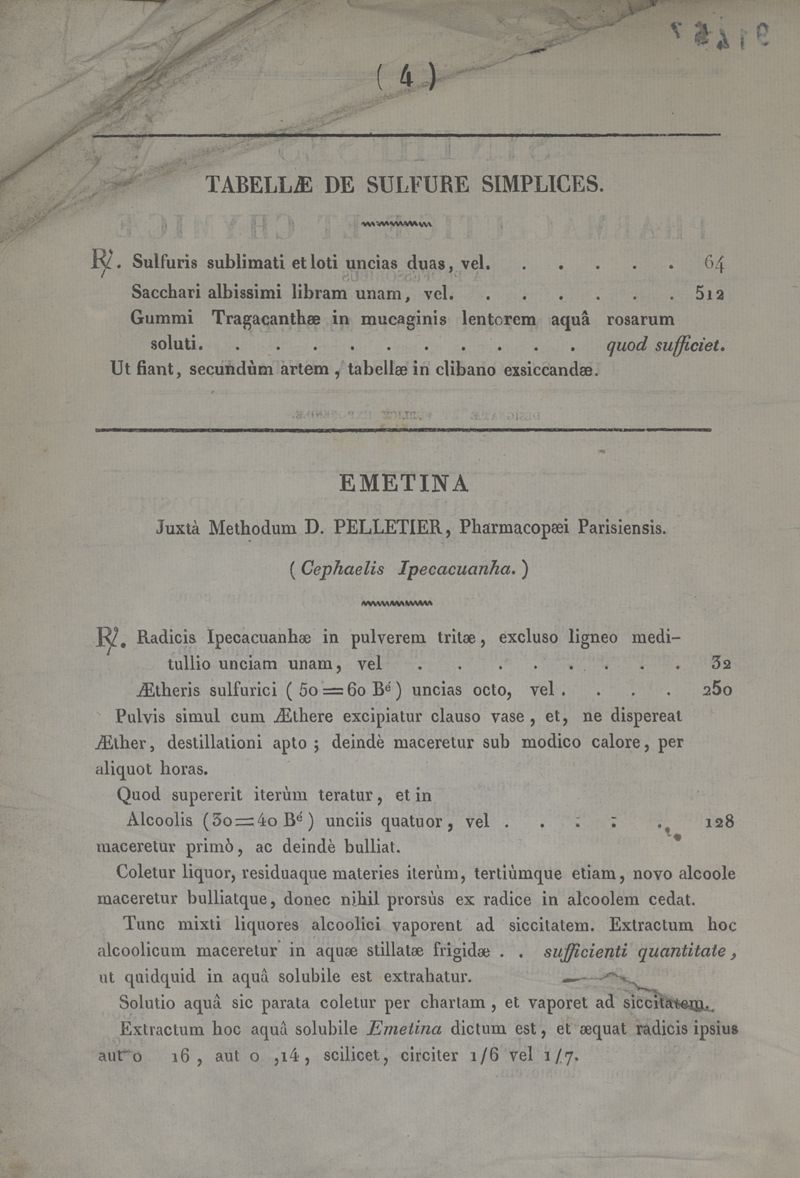 ( 4 )
TABELLÆ DE SULFURE SIMPLICES.
℞. Sulfuris sublimati et loti uncias duas, vel. . . . . . 64
Sacchari albissimi libram unam, vel. . . . . . . 512
Gummi Tragacanthæ in mucaginis lentorem aquâ rosarum
soluti. . . . . . . . . . . quod sufficiet.
Ut fiant, secundùm artem, tabellæ in clibano exsiccandæ.
EMETINA
Juxtà Methodum D. PELLETIER, Pharmacopæi Parisiensis.
( Cephaelis Ipecacuanha. )
℞. Radicis Ipecacuanhæ in pulverem tritæ, excluso ligneo medi-
tullio unciam unam, vel . . . . . . . . 32
Ætheris sulfurici ( 50 = 60 Bé ) uncias octo, vel . . . . 250
Pulvis simul cum Æthere excipiatur clauso vase, et, ne dispereat
Æther, destillationi apto ; deindè maceretur sub modico calore, per
aliquot horas.
Quod supererit iterùm teratur, et in
Alcoolis (30 = 40 Bé ) unciis quatuor, vel . . . . . 128
maceretur primò, ac deindè bulliat.
Coletur liquor, residuaque materies iterùm, tertiùmque etiam, novo alcoole
maceretur bulliatque, donec nihil prorsùs ex radice in alcoolem cedat.
Tunc mixti liquores alcoolici vaporent ad siccitatem. Extractum hoc
alcoolicum maceretur in aquæ stillatæ frigidæ . . sufficienti quantitate,
ut quidquid in aquâ solubile est extrahatur.
Solutio aquâ sic parata coletur per chartam, et vaporet ad siccitatem.
Extractum hoc aquâ solubile Emetina dictum est, et æquat radicis ipsius
aut 0 16, aut 0 ,14, scilicet, circiter 1/6 vel 1/7.